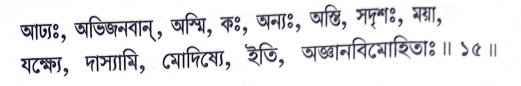 আঢ্যঃ, অভিজনবান্, অস্মি, কঃ, অন্যঃ, অস্তি, সদৃশঃ, ময়া,
যক্ষ্যে, দাস্যামি, মোদিষ্যে, ইতি, অজ্ঞানবিমোহিতাঃ॥ ১৫॥